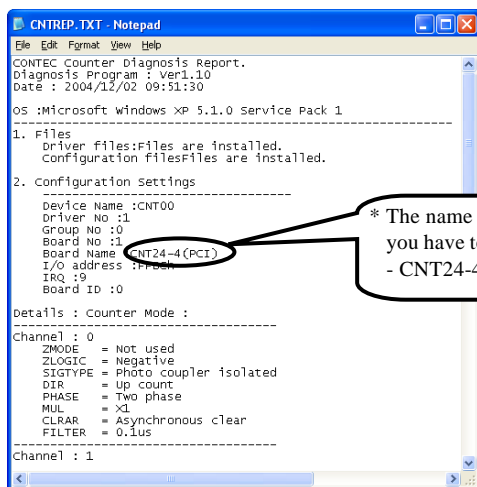 CNTREP.TXT - Notepad
File Edit Format View Help
CONTEC Counter Diagnosis Report.
Diagnosis Program : Ver1.10
Date : 2004/12/02 09:51:30
OS :Microsoft Windows XP 5.1.0 Service Pack 1
----------------------------------------------------------
1. Files
Driver files:Files are installed.
Configuration filesFiles are installed.
2. Configuration Settings
---------------------------------
Device Name :CNT00
Driver No :1
Group No :0
Board No :1
Board Name :CNT24-4(PCI)
I/O address :
IRQ :9
Board ID :0
* The name
you have
- CNT24-4
Details : Counter Mode :
-----------------------------------
Channel : 0
ZMODE = Not used
ZLOGIC = Negative
SIGTYPE = Photo coupler isolated
DIR = Up count
PHASE = Two phase
MUL = X1
CLRAR = Asynchronous clear
FILTER = 0.1us
-----------------------------------
Channel : 1